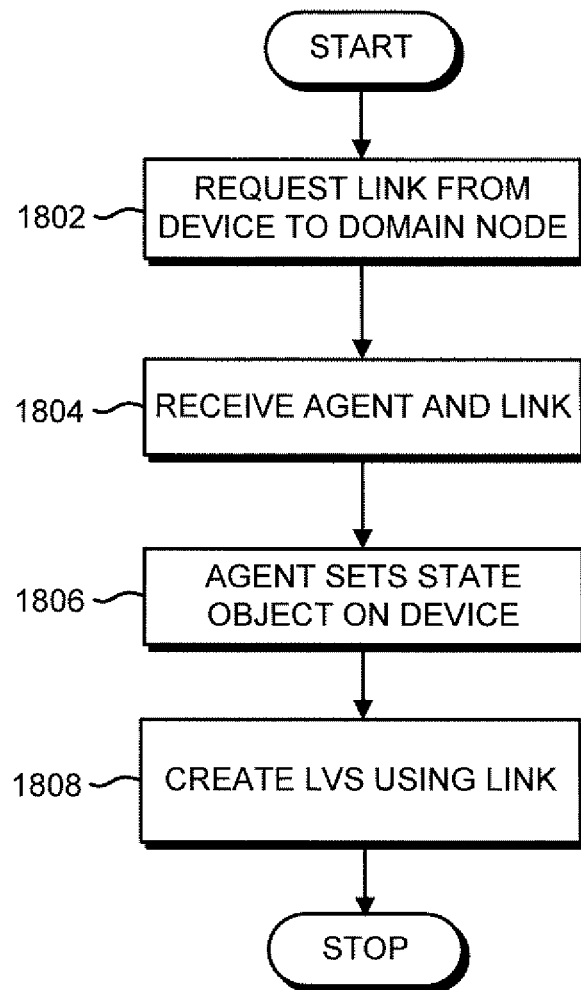 START
1802
REQUEST LINK FROM
DEVICE TO DOMAIN NODE
1804
RECEIVE AGENT AND LINK
1806
AGENT SETS STATE
OBJECT ON DEVICE
1808
CREATE LVS USING LINK
STOP